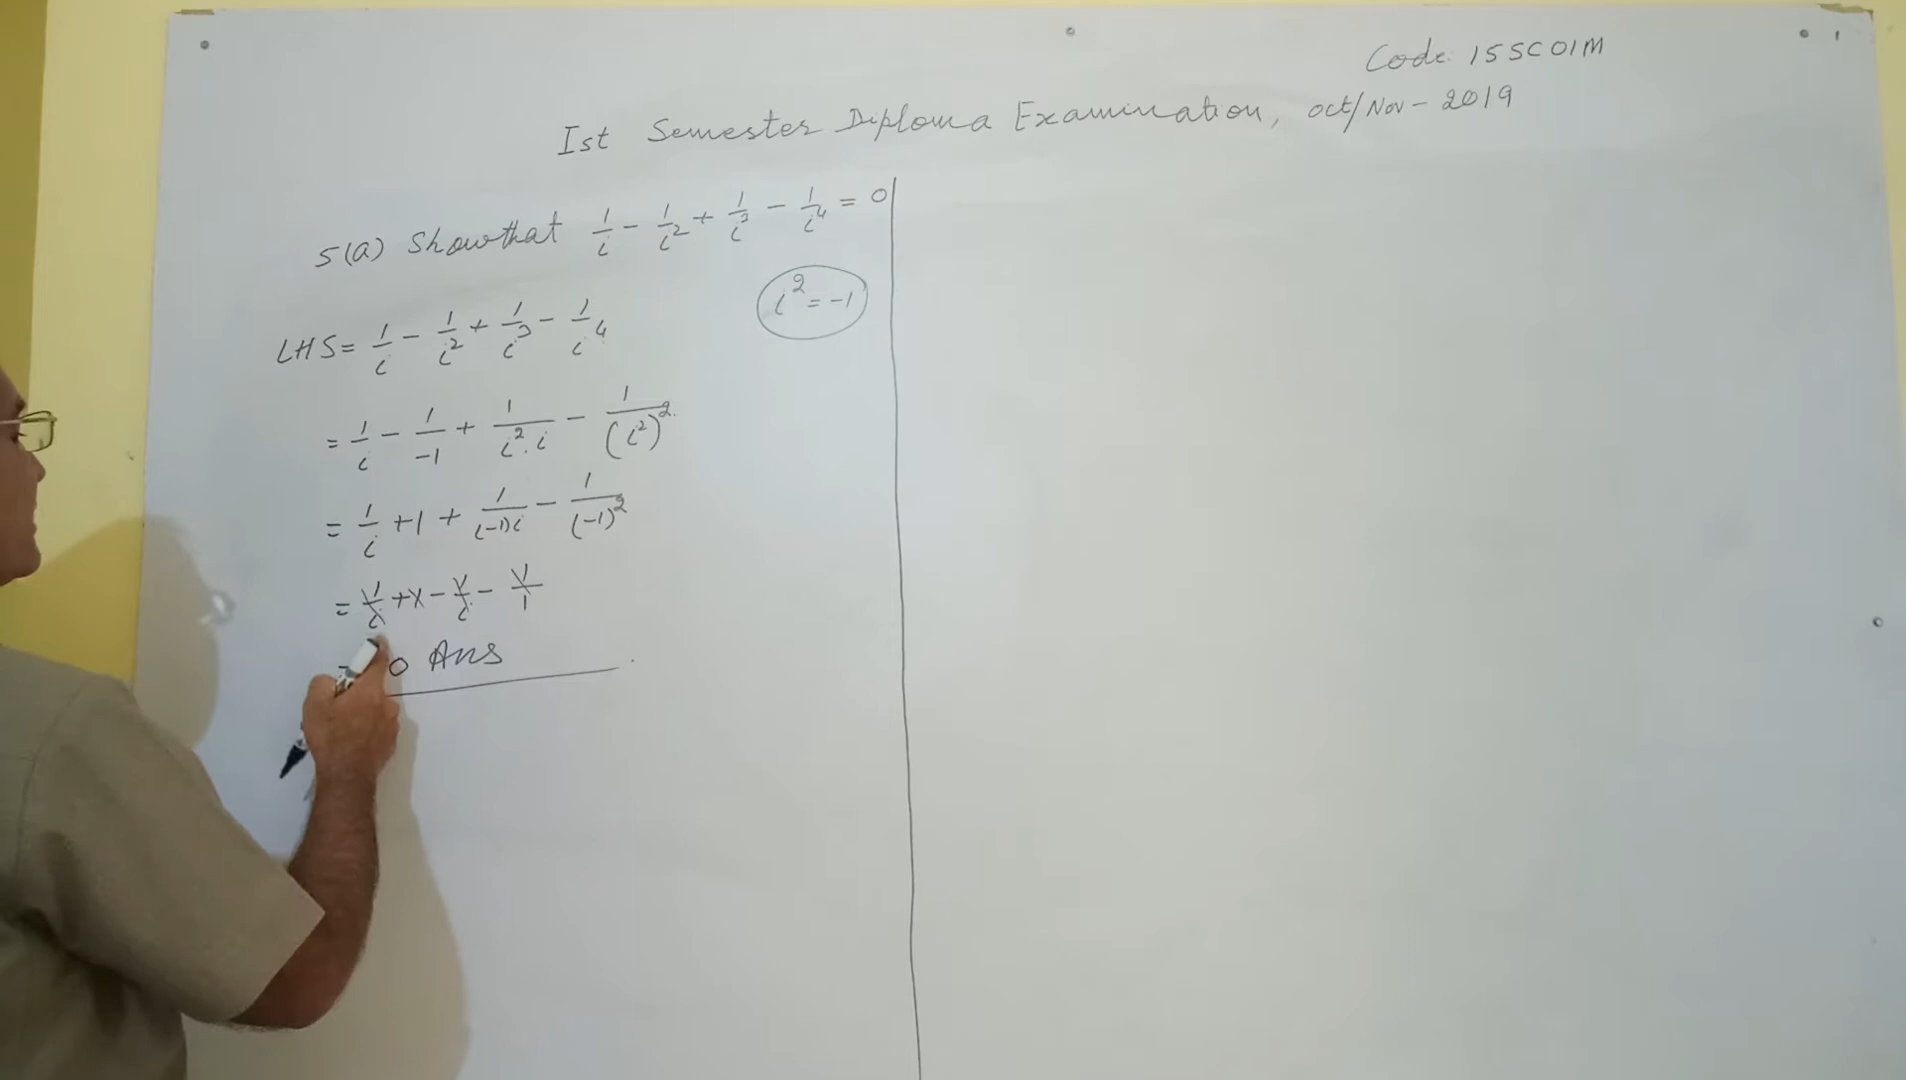 Code: 15SC01M
Ist Semester Diploma Examination, oct/Nov-2019
5(a) Show that 1/i - 1/i² + 1/i³ - 1/i⁴ = 0
i² = -1
LHS = 1/i - 1/i² + 1/i³ - 1/i⁴
= 1/i - 1/-1 + 1/i².i - 1/(i²)²
= 1/i + 1 + 1/(-1)i - 1/(-1)²
= 1/i + 1 - 1/i - 1/1
= 0 Ans